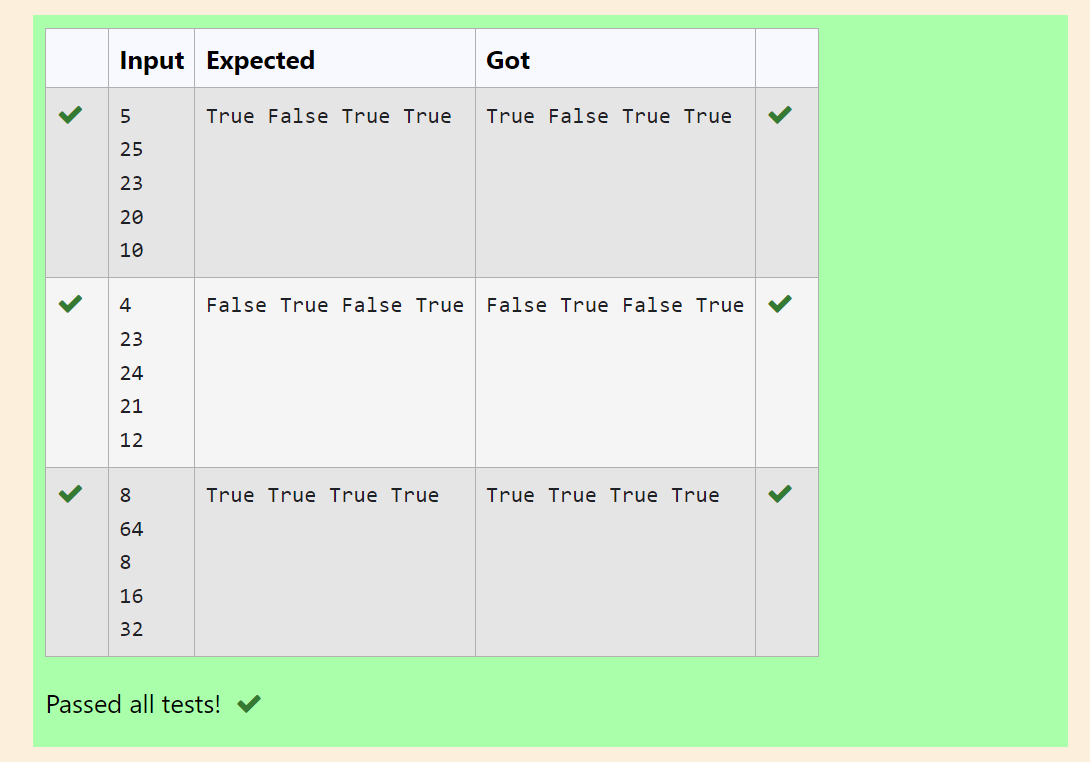 Input Expected Got
5 True False True True True False True True
25
23
20
10
4 False True False True False True False True
23
24
21
12
8 True True True True True True True True
64
8
16
32
Passed all tests!